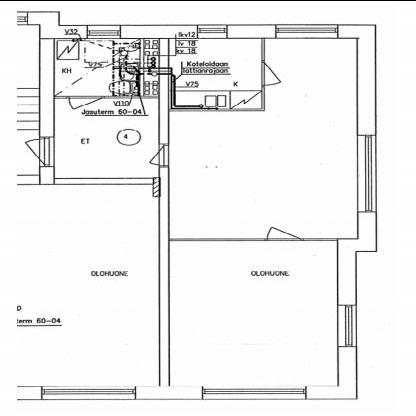 V32
lkv12
lv 18
kv 18
Koteloidaan
lattianrajaan
KH
V75
V75
K
V110
Jasuterm 60-04
ET
4
OLOHUONE
OLOHUONE
D
term 60-04